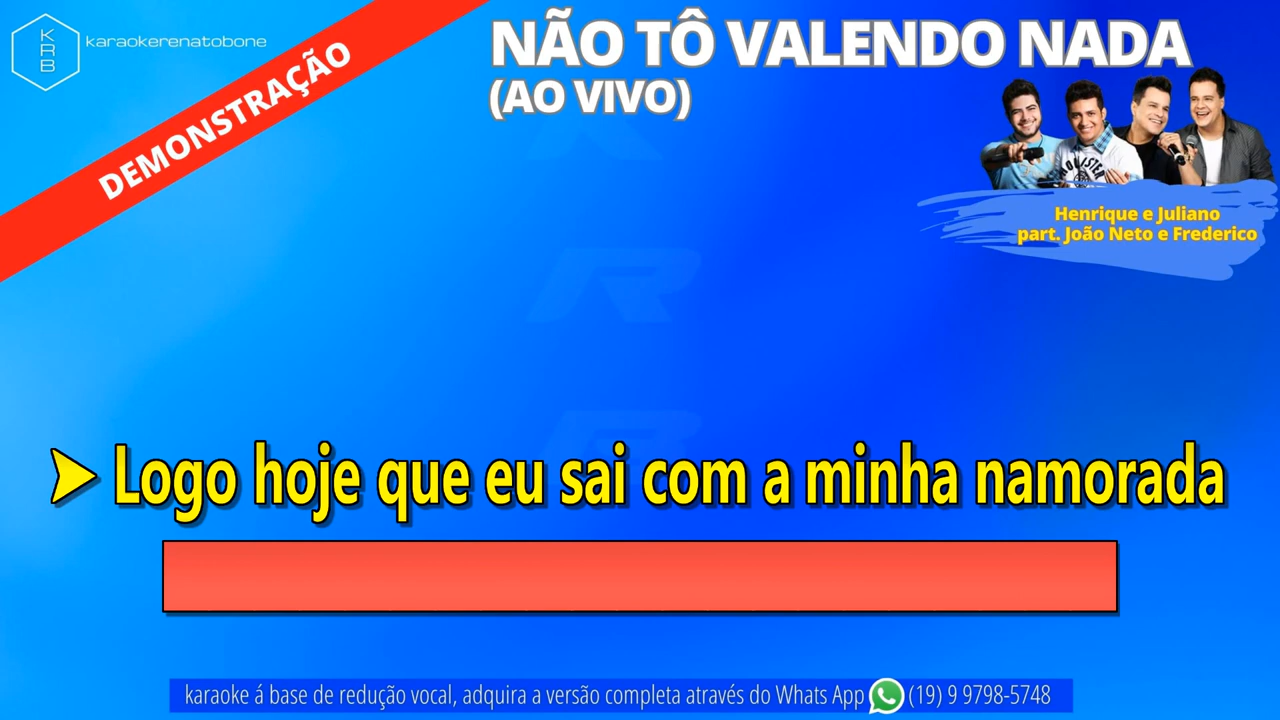 K
R
B
karaokerenatobone
DEMONSTRAÇÃO
NÃO TÔ VALENDO NADA
(AO VIVO)
HOLLISTER
Henrique e Juliano
part. João Neto e Frederico
➤ Logo hoje que eu sai com a minha namorada
karaoke á base de redução vocal, adquira a versão completa através do Whats App (19) 9 9798-5748